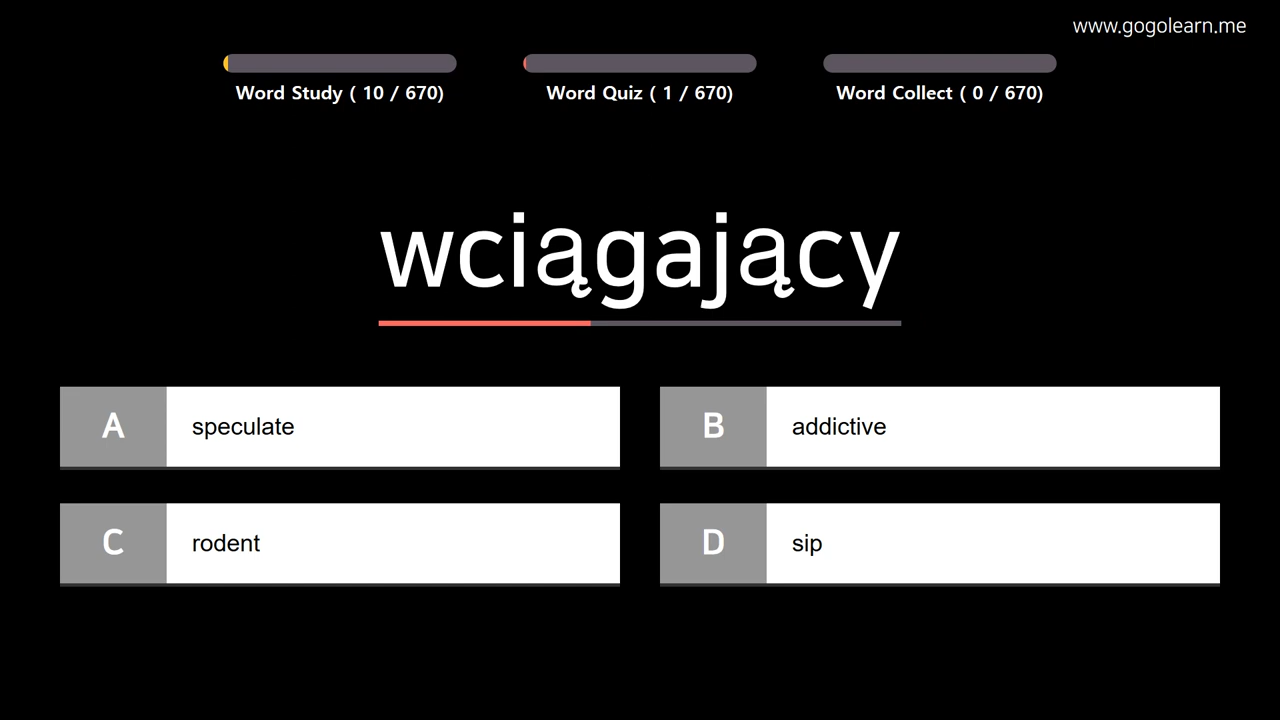 www.gogolearn.me
Word Study ( 10 / 670)
Word Quiz ( 1 / 670)
Word Collect ( 0 / 670)
wciągający
A
speculate
B
addictive
C
rodent
D
sip